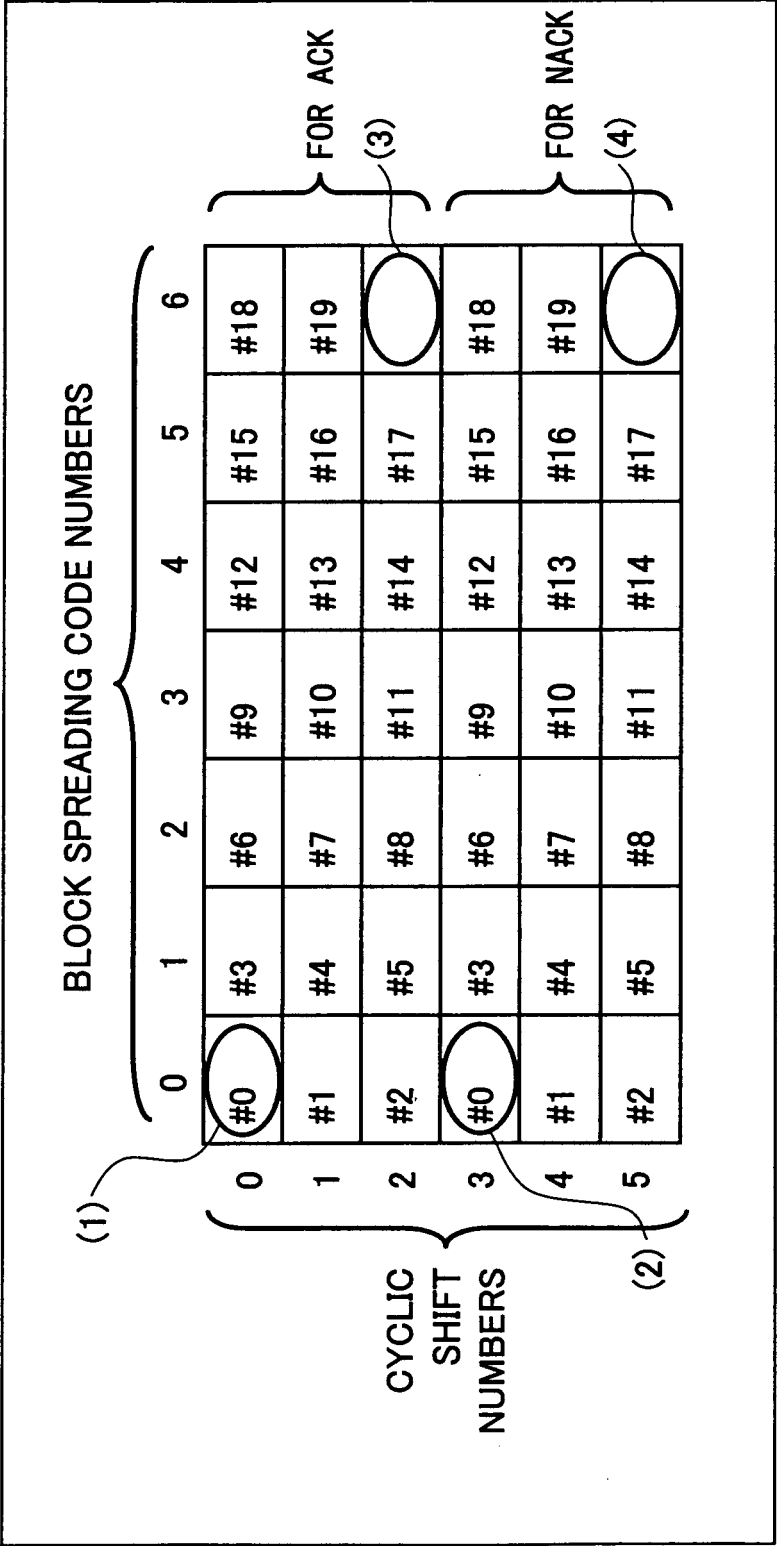 BLOCK SPREADING CODE NUMBERS
0 1 2 3 4 5 6
(1)
CYCLIC
SHIFT
NUMBERS
0 #0 #3 #6 #9 #12 #15 #18
1 #1 #4 #7 #10 #13 #16 #19
2 #2 #5 #8 #11 #14 #17
3 #0 #3 #6 #9 #12 #15 #18
4 #1 #4 #7 #10 #13 #16 #19
5 #2 #5 #8 #11 #14 #17
(2)
FOR ACK
(3)
FOR NACK
(4)